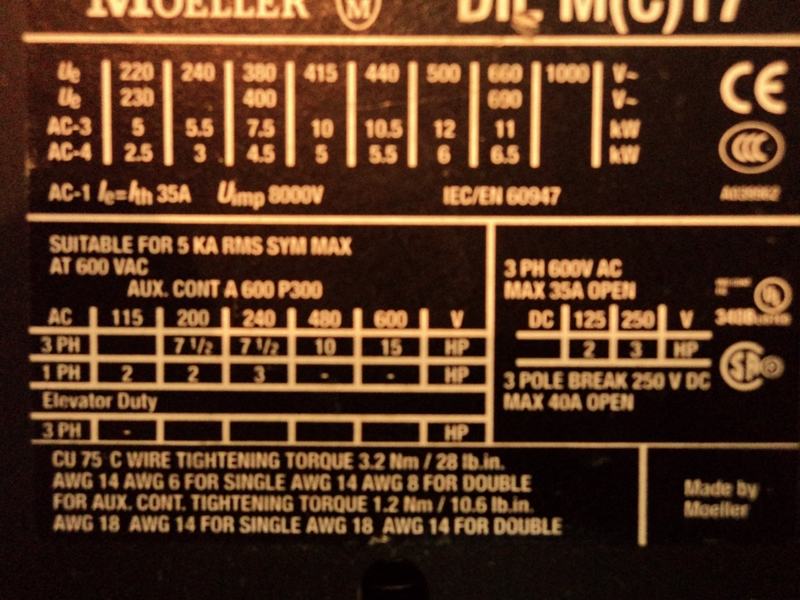 MOELLER M DIL M(C)17
Ue 220 240 380 415 440 500 660 1000 V~
Ue 230 400 690 V~
AC-3 5 5.5 7.5 10 10.5 12 11 kW
AC-4 2.5 3 4.5 5 5.5 6 6.5 kW
CE
CCC
AC-1 Ie=Ith 35A Uimp 8000V IEC/EN 60947
SUITABLE FOR 5 KA RMS SYM MAX
AT 600 VAC
AUX. CONT A 600 P300
AC 115 200 240 480 600 V
3 PH 7 1/2 7 1/2 10 15 HP
1 PH 2 2 3 - - HP
Elevator Duty
3 PH - HP
3 PH 600V AC
MAX 35A OPEN
DC 125 250 V
2 3 HP
3 POLE BREAK 250 V DC
MAX 40A OPEN
UL
CU 75 C WIRE TIGHTENING TORQUE 3.2 Nm / 28 lb.in.
AWG 14 AWG 6 FOR SINGLE AWG 14 AWG 8 FOR DOUBLE
FOR AUX. CONT. TIGHTENING TORQUE 1.2 Nm / 10.6 lb.in.
AWG 18 AWG 14 FOR SINGLE AWG 18 AWG 14 FOR DOUBLE
Made by
Moeller